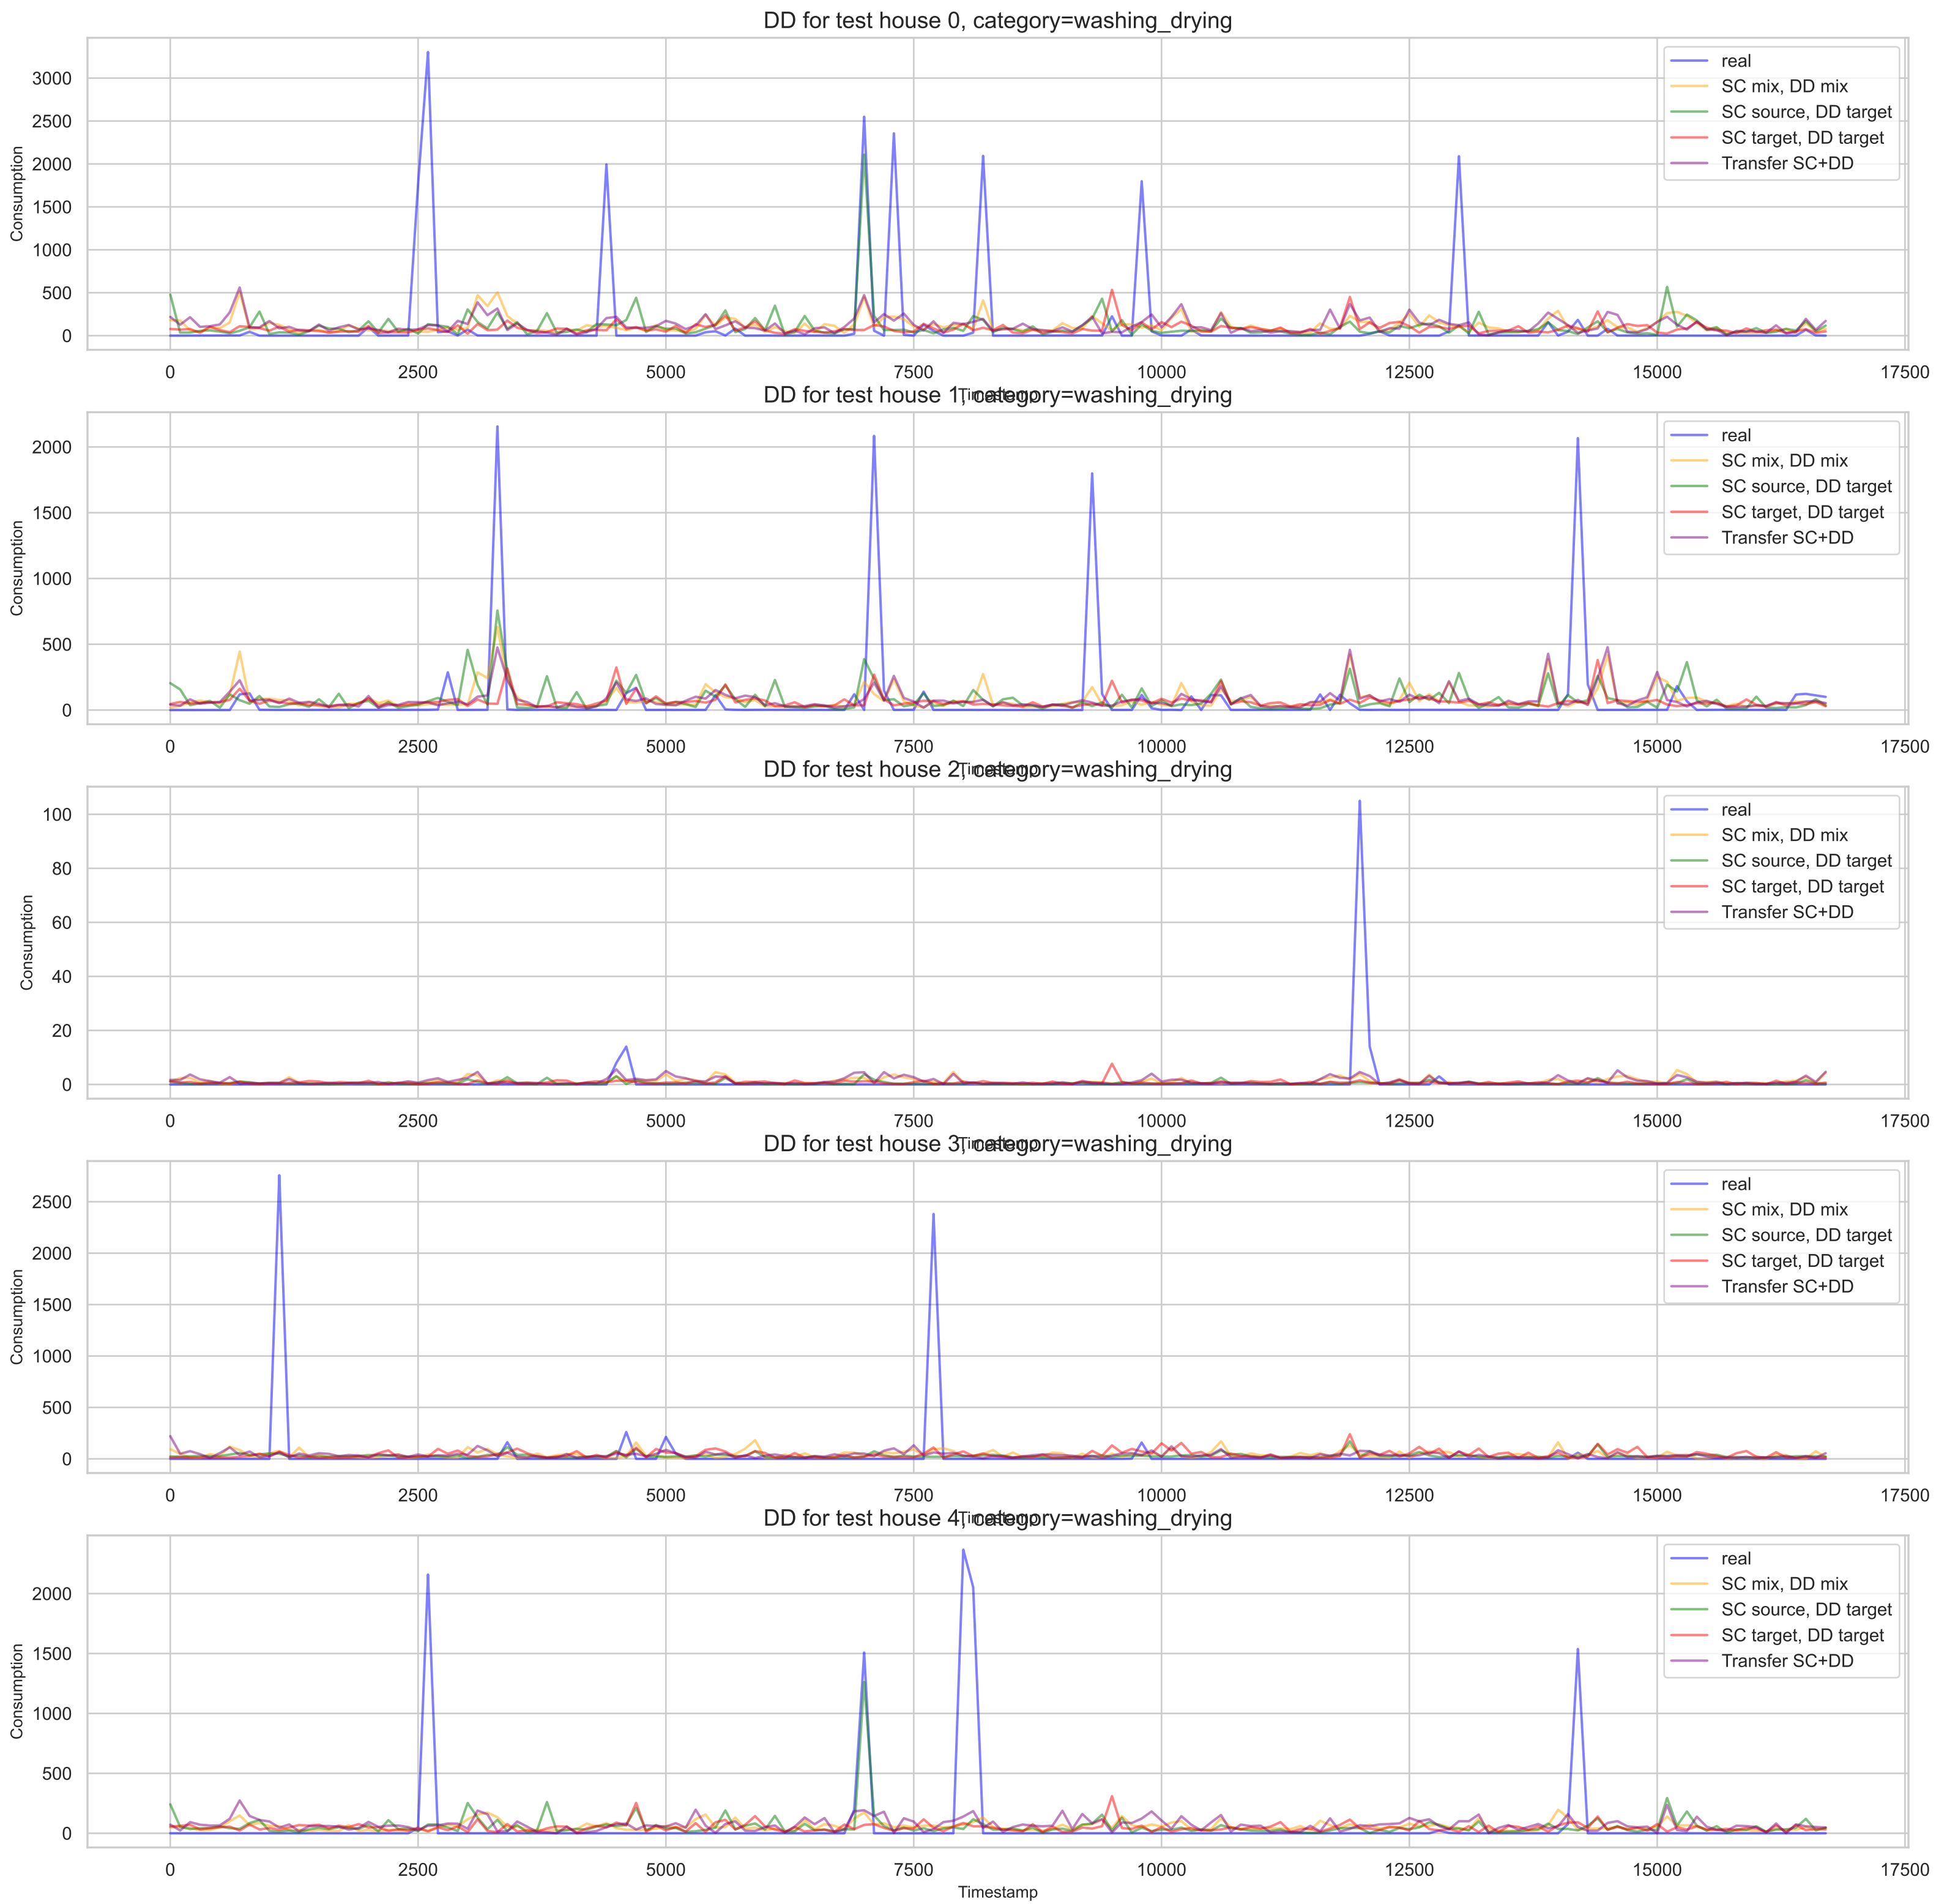 DD for test house 0, category=washing_drying
Consumption
3000
2500
2000
1500
1000
500
0
real
SC mix, DD mix
SC source, DD target
SC target, DD target
Transfer SC+DD
0 2500 5000 7500 10000 12500 15000 17500
Timestamp
DD for test house 1, category=washing_drying
Consumption
2000
1500
1000
500
0
real
SC mix, DD mix
SC source, DD target
SC target, DD target
Transfer SC+DD
0 2500 5000 7500 10000 12500 15000 17500
Timestamp
DD for test house 2, category=washing_drying
Consumption
100
80
60
40
20
0
real
SC mix, DD mix
SC source, DD target
SC target, DD target
Transfer SC+DD
0 2500 5000 7500 10000 12500 15000 17500
Timestamp
DD for test house 3, category=washing_drying
Consumption
2500
2000
1500
1000
500
0
real
SC mix, DD mix
SC source, DD target
SC target, DD target
Transfer SC+DD
0 2500 5000 7500 10000 12500 15000 17500
Timestamp
DD for test house 4, category=washing_drying
Consumption
2000
1500
1000
500
0
real
SC mix, DD mix
SC source, DD target
SC target, DD target
Transfer SC+DD
0 2500 5000 7500 10000 12500 15000 17500
Timestamp